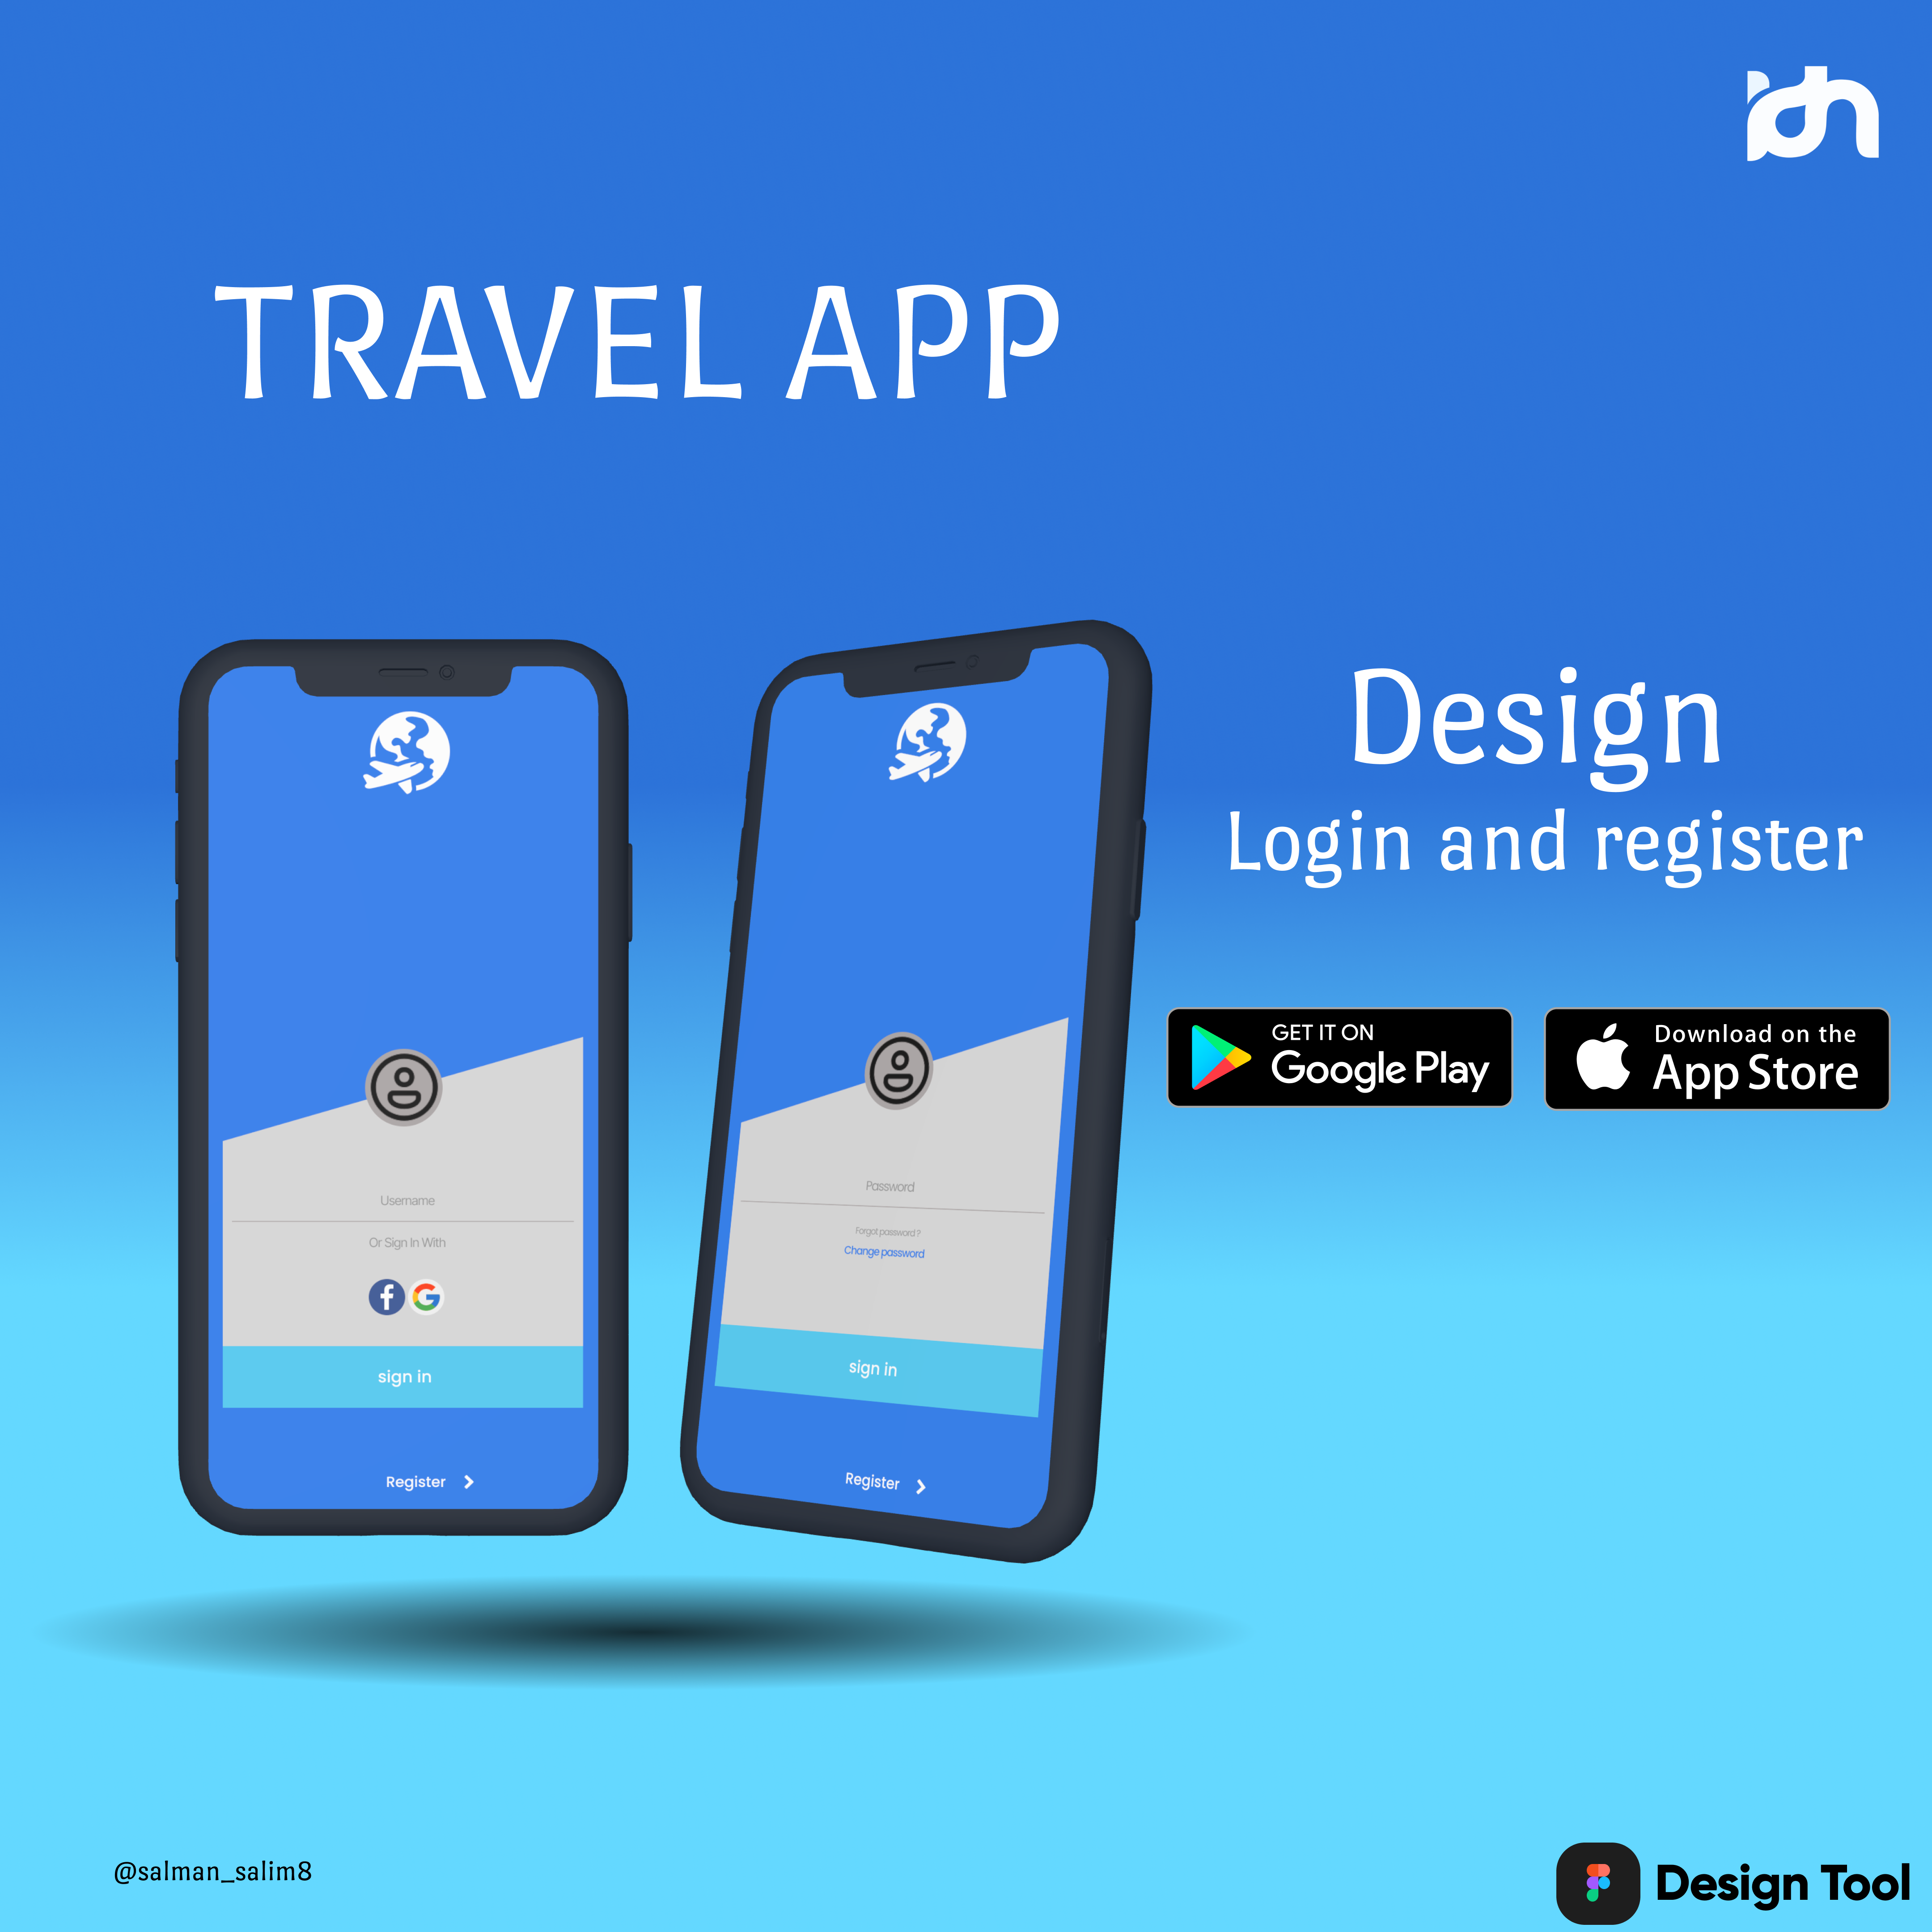 TRAVEL APP
Design
Login and register
GET IT ON
Google Play
Download on the
App Store
Username
Or Sign In With
sign in
Register
Password
Forgot password ?
Change password
sign in
Register
@salman_salim8
Design Tool